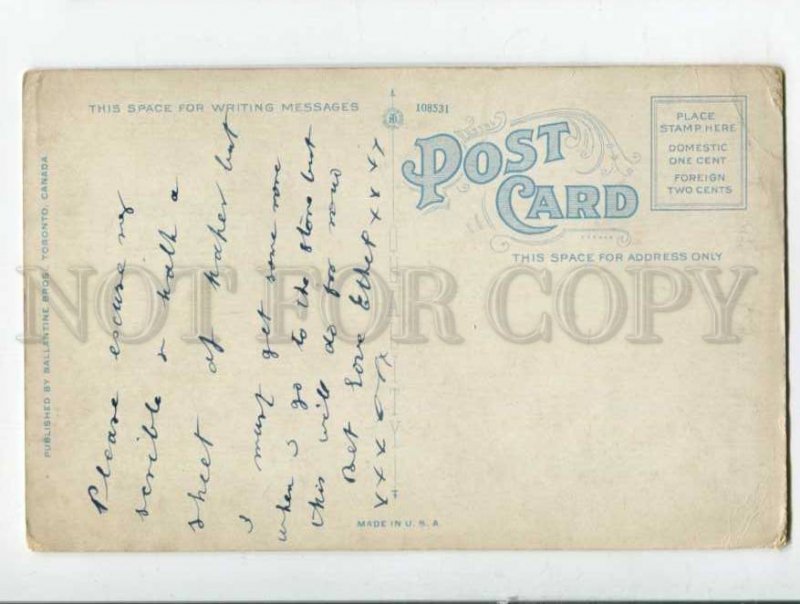 THIS SPACE FOR WRITING MESSAGES
108531
POST CARD
PLACE
STAMP HERE
DOMESTIC
ONE CENT
FOREIGN
TWO CENTS
THIS SPACE FOR ADDRESS ONLY
PUBLISHED BY BALLANTINE BROS. TORONTO, CANADA
Please excuse my
scrible & half a
sheet of paper but
I must get some more
when I go to the store but
this will do for now
Love Ethel x x x x
x x x
MADE IN U. S. A
NOT FOR COPY